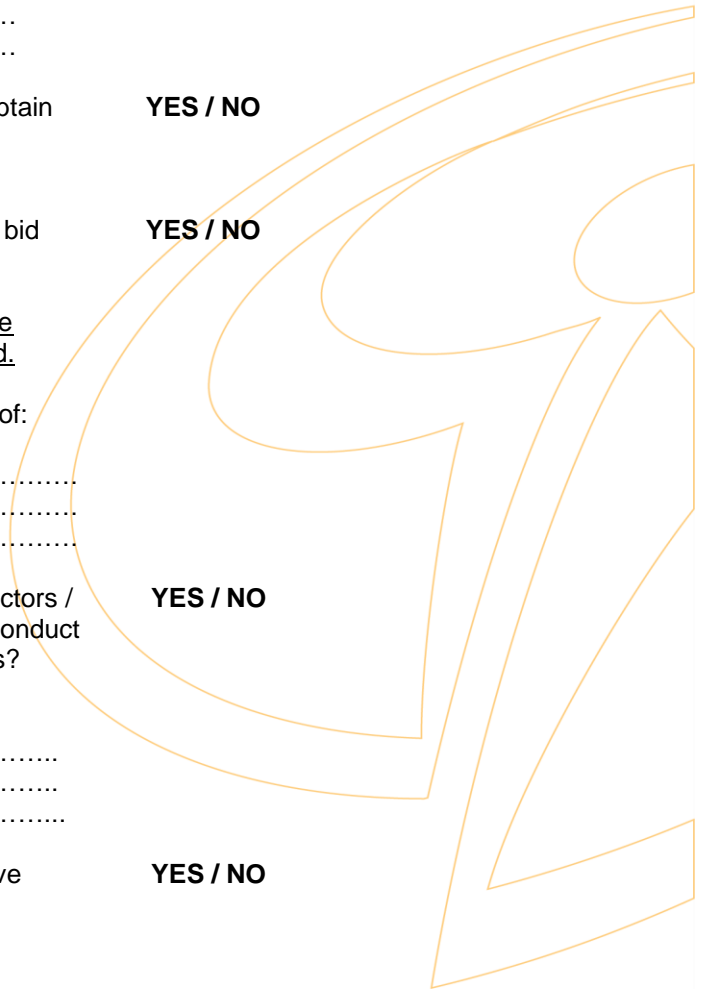 …
…
otain YES / NO
bid YES / NO
e
d.
of:
……….
……….
……….
ctors / YES / NO
onduct
s?
……..
……..
……...
ve YES / NO